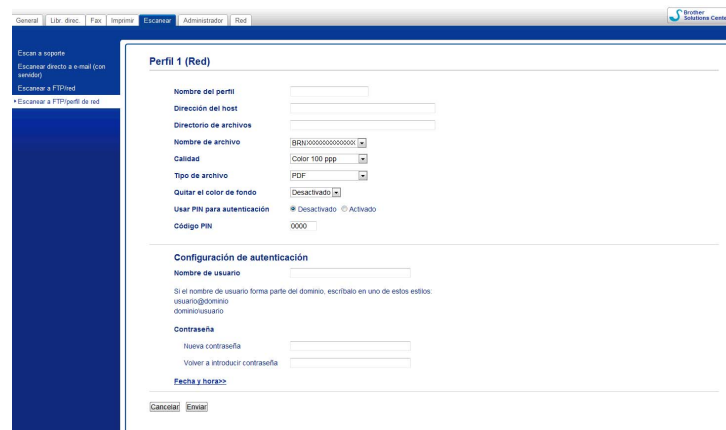 Brother
Solutions Cente
General Libr. direc. Fax Imprimir Escanear Administrador Red
Escan a soporte
Escanear directo a e-mail (con
servidor)
Escanear a FTP/red
Escanear a FTP/perfil de red
Perfil 1 (Red)
Nombre del perfil
Dirección del host
Directorio de archivos
Nombre de archivo BRNXXXXXXXXXXXX
Calidad Color 100 ppp
Tipo de archivo PDF
Quitar el color de fondo Desactivado
Usar PIN para autenticación Desactivado Activado
Código PIN 0000
Configuración de autenticación
Nombre de usuario
Si el nombre de usuario forma parte del dominio, escríbalo en uno de estos estilos:
usuario@dominio
dominio\usuario
Contraseña
Nueva contraseña
Volver a introducir contraseña
Fecha y hora>>
Cancelar Enviar